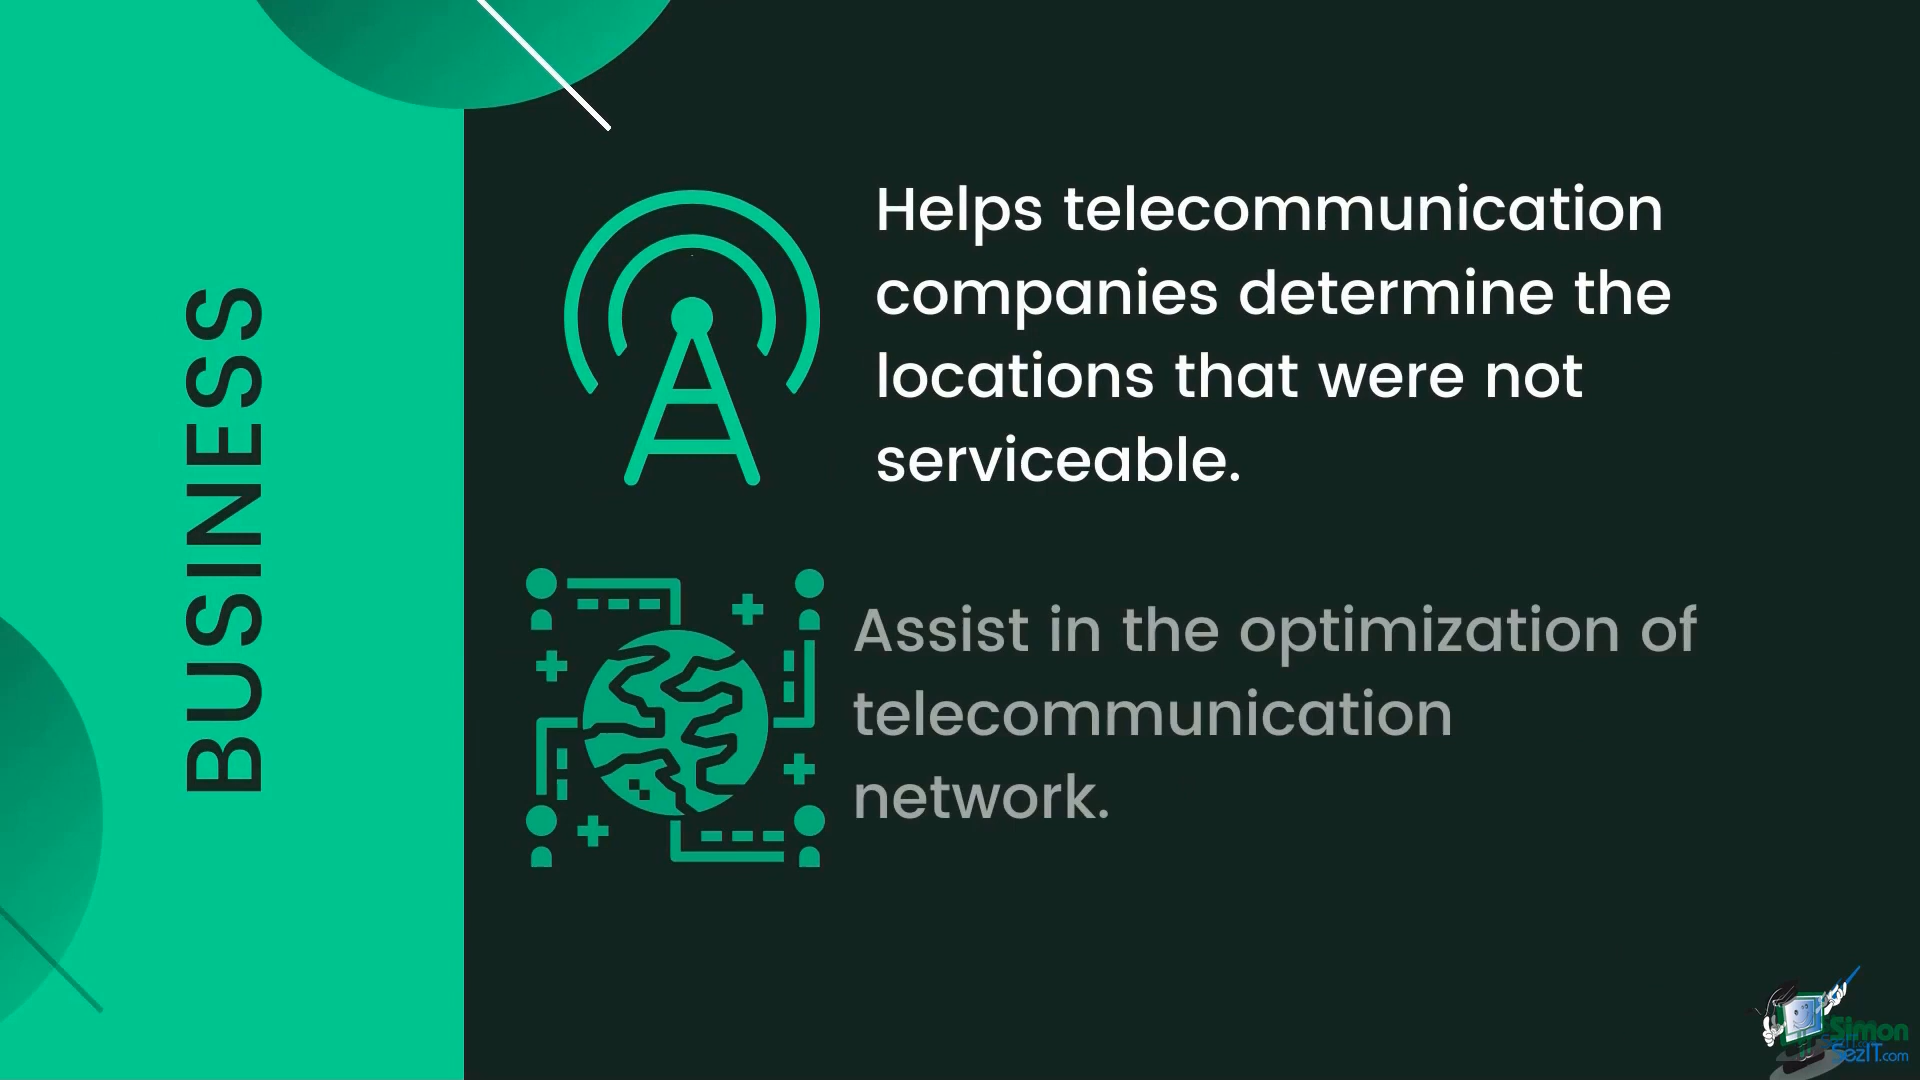 BUSINESS
Helps telecommunication
companies determine the
locations that were not
serviceable.
Assist in the optimization of
telecommunication
network.
Simon
SezIT.com